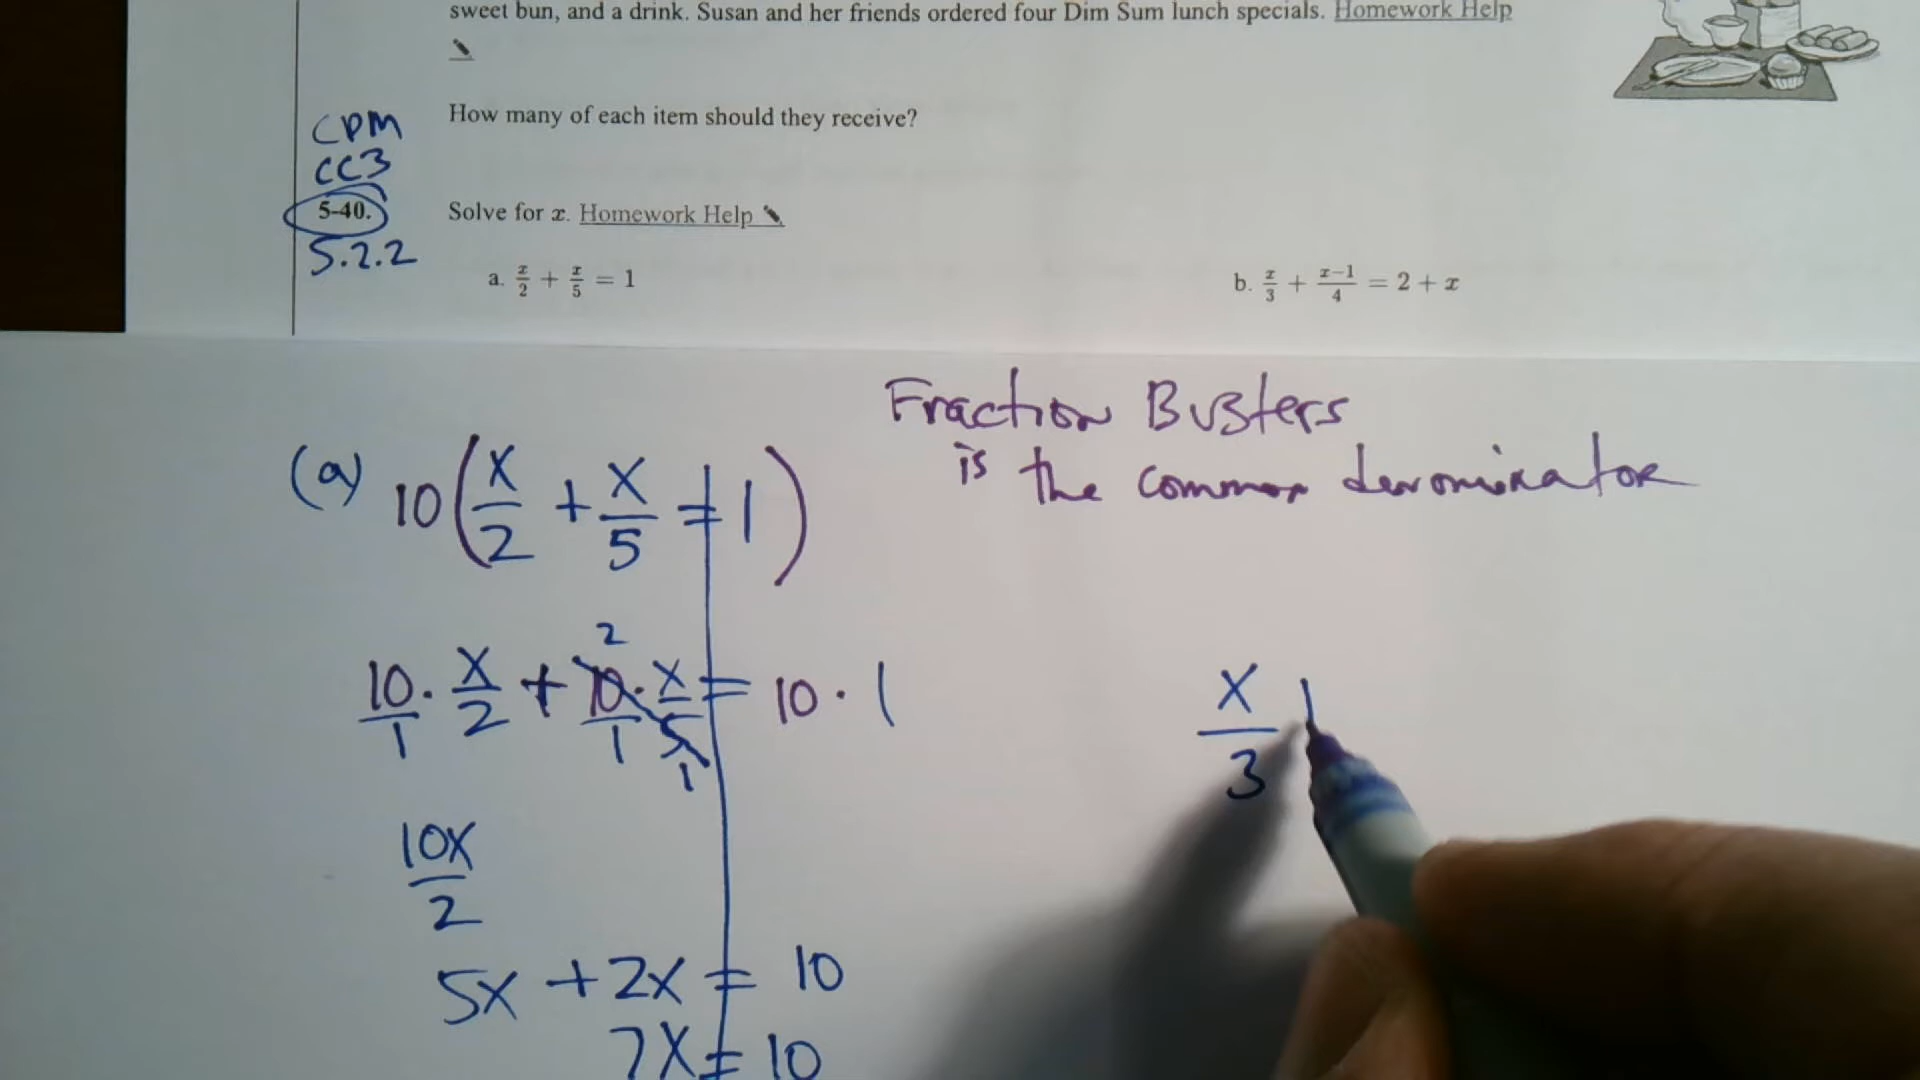 sweet bun, and a drink. Susan and her friends ordered four Dim Sum lunch specials. Homework Help
How many of each item should they receive?
CPM
CC3
5-40.
5.2.2
Solve for x. Homework Help
a. x/2 + x/5 = 1
b. x/3 + x-1/4 = 2 + x
Fraction Busters
is the common denominator
(a) 10(x/2 + x/5 = 1)
10/1 · x/2 + 10/1 · x/5 = 10 · 1
2
1
10x/2
5x + 2x = 10
7x = 10
x/3